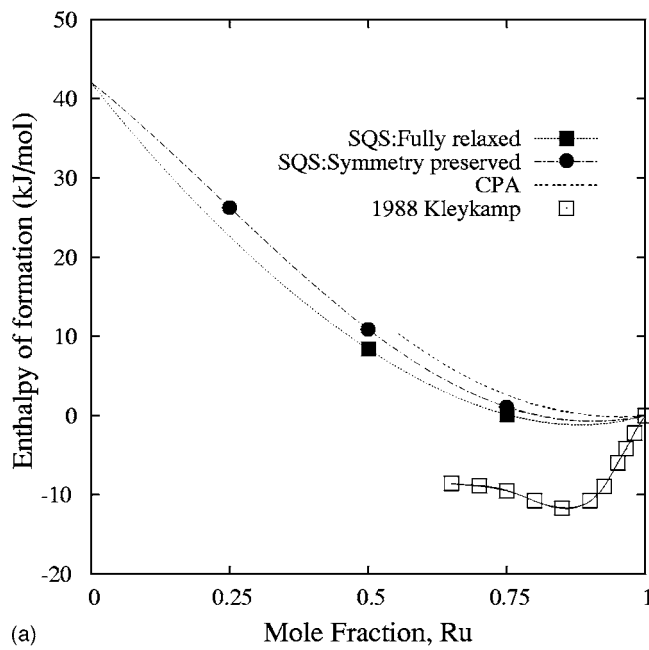 50
40
SQS:Fully relaxed
30
SQS:Symmetry preserved
CPA
1988 Kleykamp
20
10
0
-10
-20
Enthalpy of formation (kJ/mol)
0 0.25 0.5 0.75 1
(a) Mole Fraction, Ru